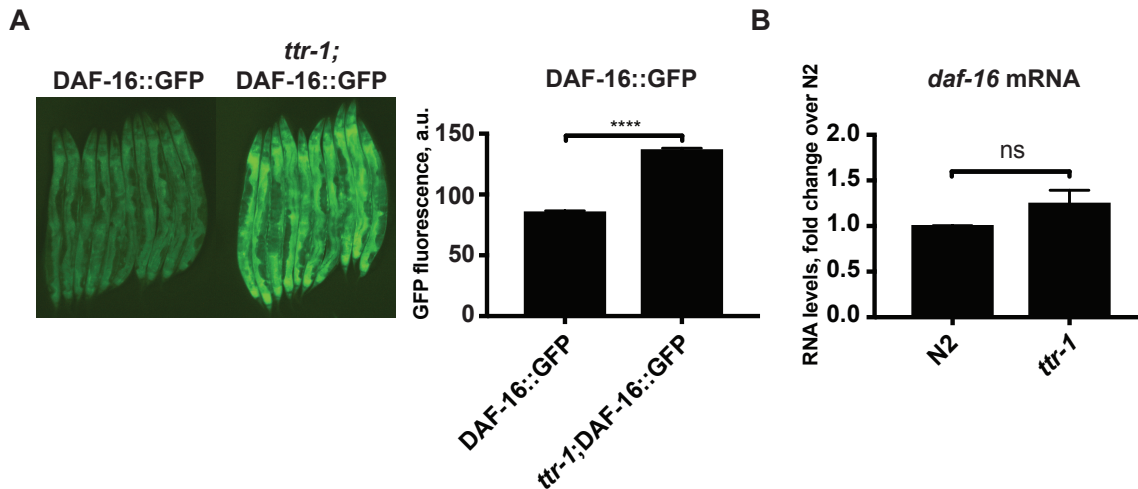 A
DAF-16::GFP
ttr-1;
DAF-16::GFP
DAF-16::GFP
GFP fluorescence, a.u.
150
100
50
0
****
DAF-16::GFP
ttr-1;DAF-16::GFP
B
daf-16 mRNA
RNA levels, fold change over N2
2.0
1.5
1.0
0.5
0.0
ns
N2
ttr-1